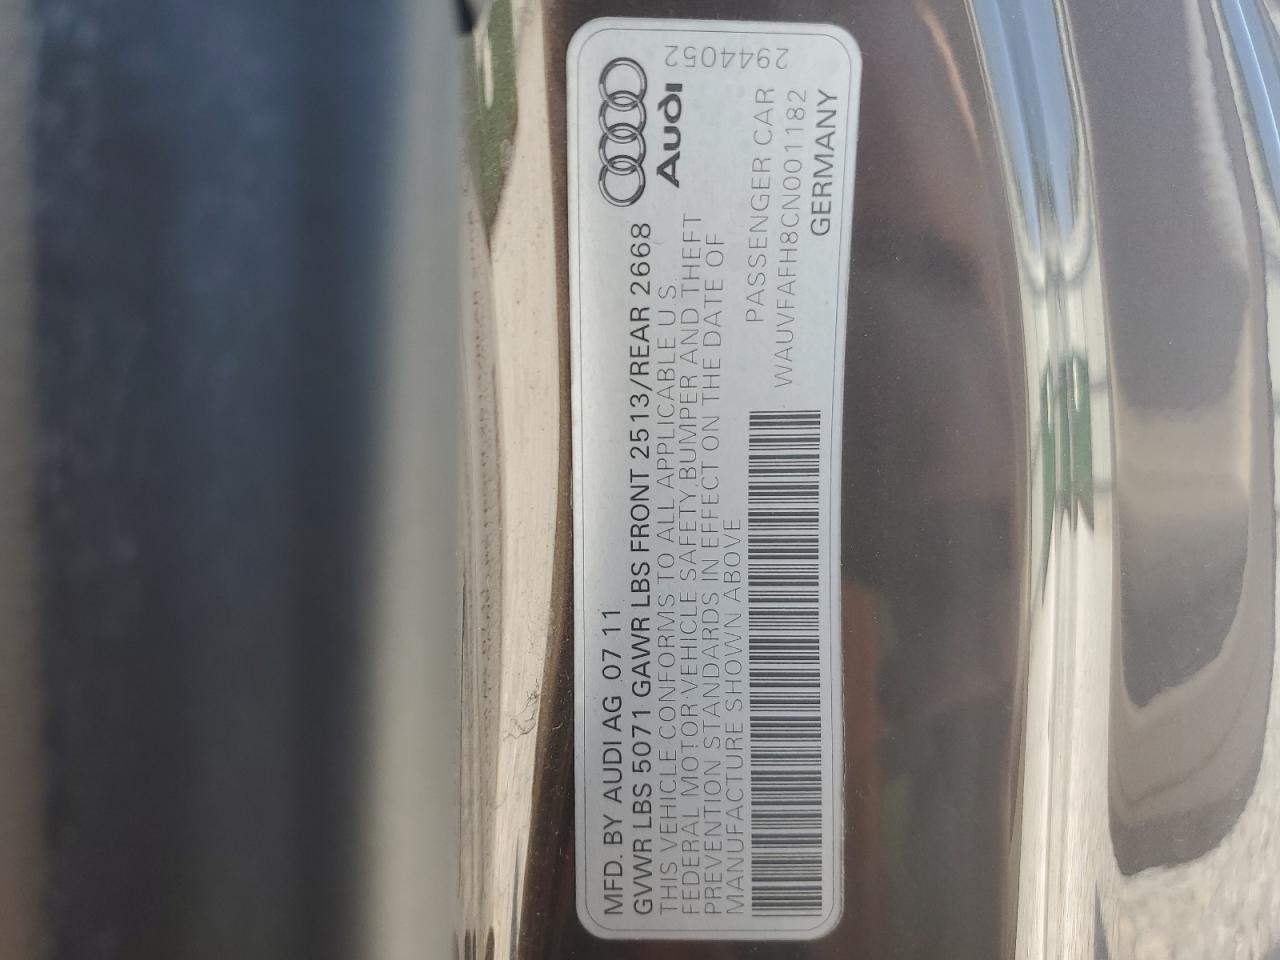 MFD. BY AUDI AG 07 11
GVWR LBS 5071 GAWR LBS FRONT 2513/REAR 2668
THIS VEHICLE CONFORMS TO ALL APPLICABLE U.S.
FEDERAL MOTOR VEHICLE SAFETY, BUMPER AND THEFT
PREVENTION STANDARDS IN EFFECT ON THE DATE OF
MANUFACTURE SHOWN ABOVE
Audi
PASSENGER CAR
WAUVFAFH8CN001182
GERMANY
2944052